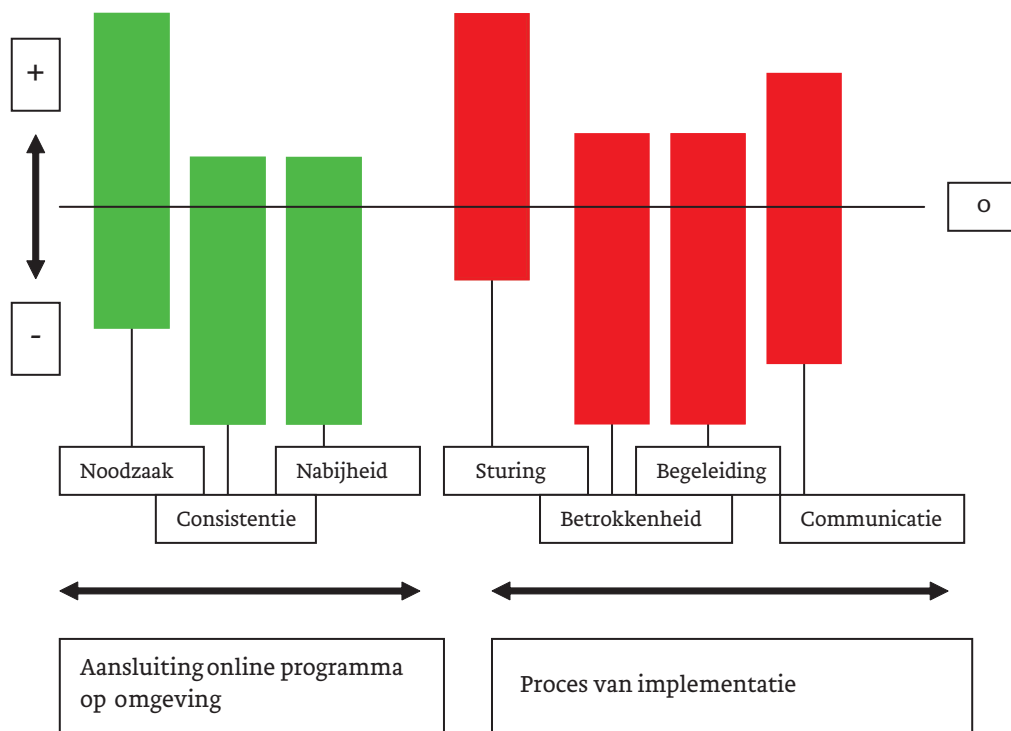 +
o
-
Noodzaak
Nabijheid
Sturing
Begeleiding
Consistentie
Betrokkenheid
Communicatie
Aansluiting online programma
op omgeving
Proces van implementatie